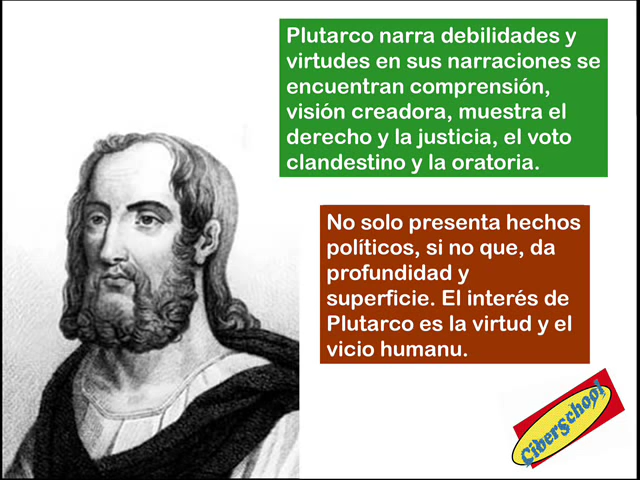 Plutarco narra debilidades y
virtudes en sus narraciones se
encuentran comprensión,
visión creadora, muestra el
derecho y la justicia, el voto
clandestino y la oratoria.
No solo presenta hechos
políticos, si no que, da
profundidad y
superficie. El interés de
Plutarco es la virtud y el
vicio humanu.
CiberSchool